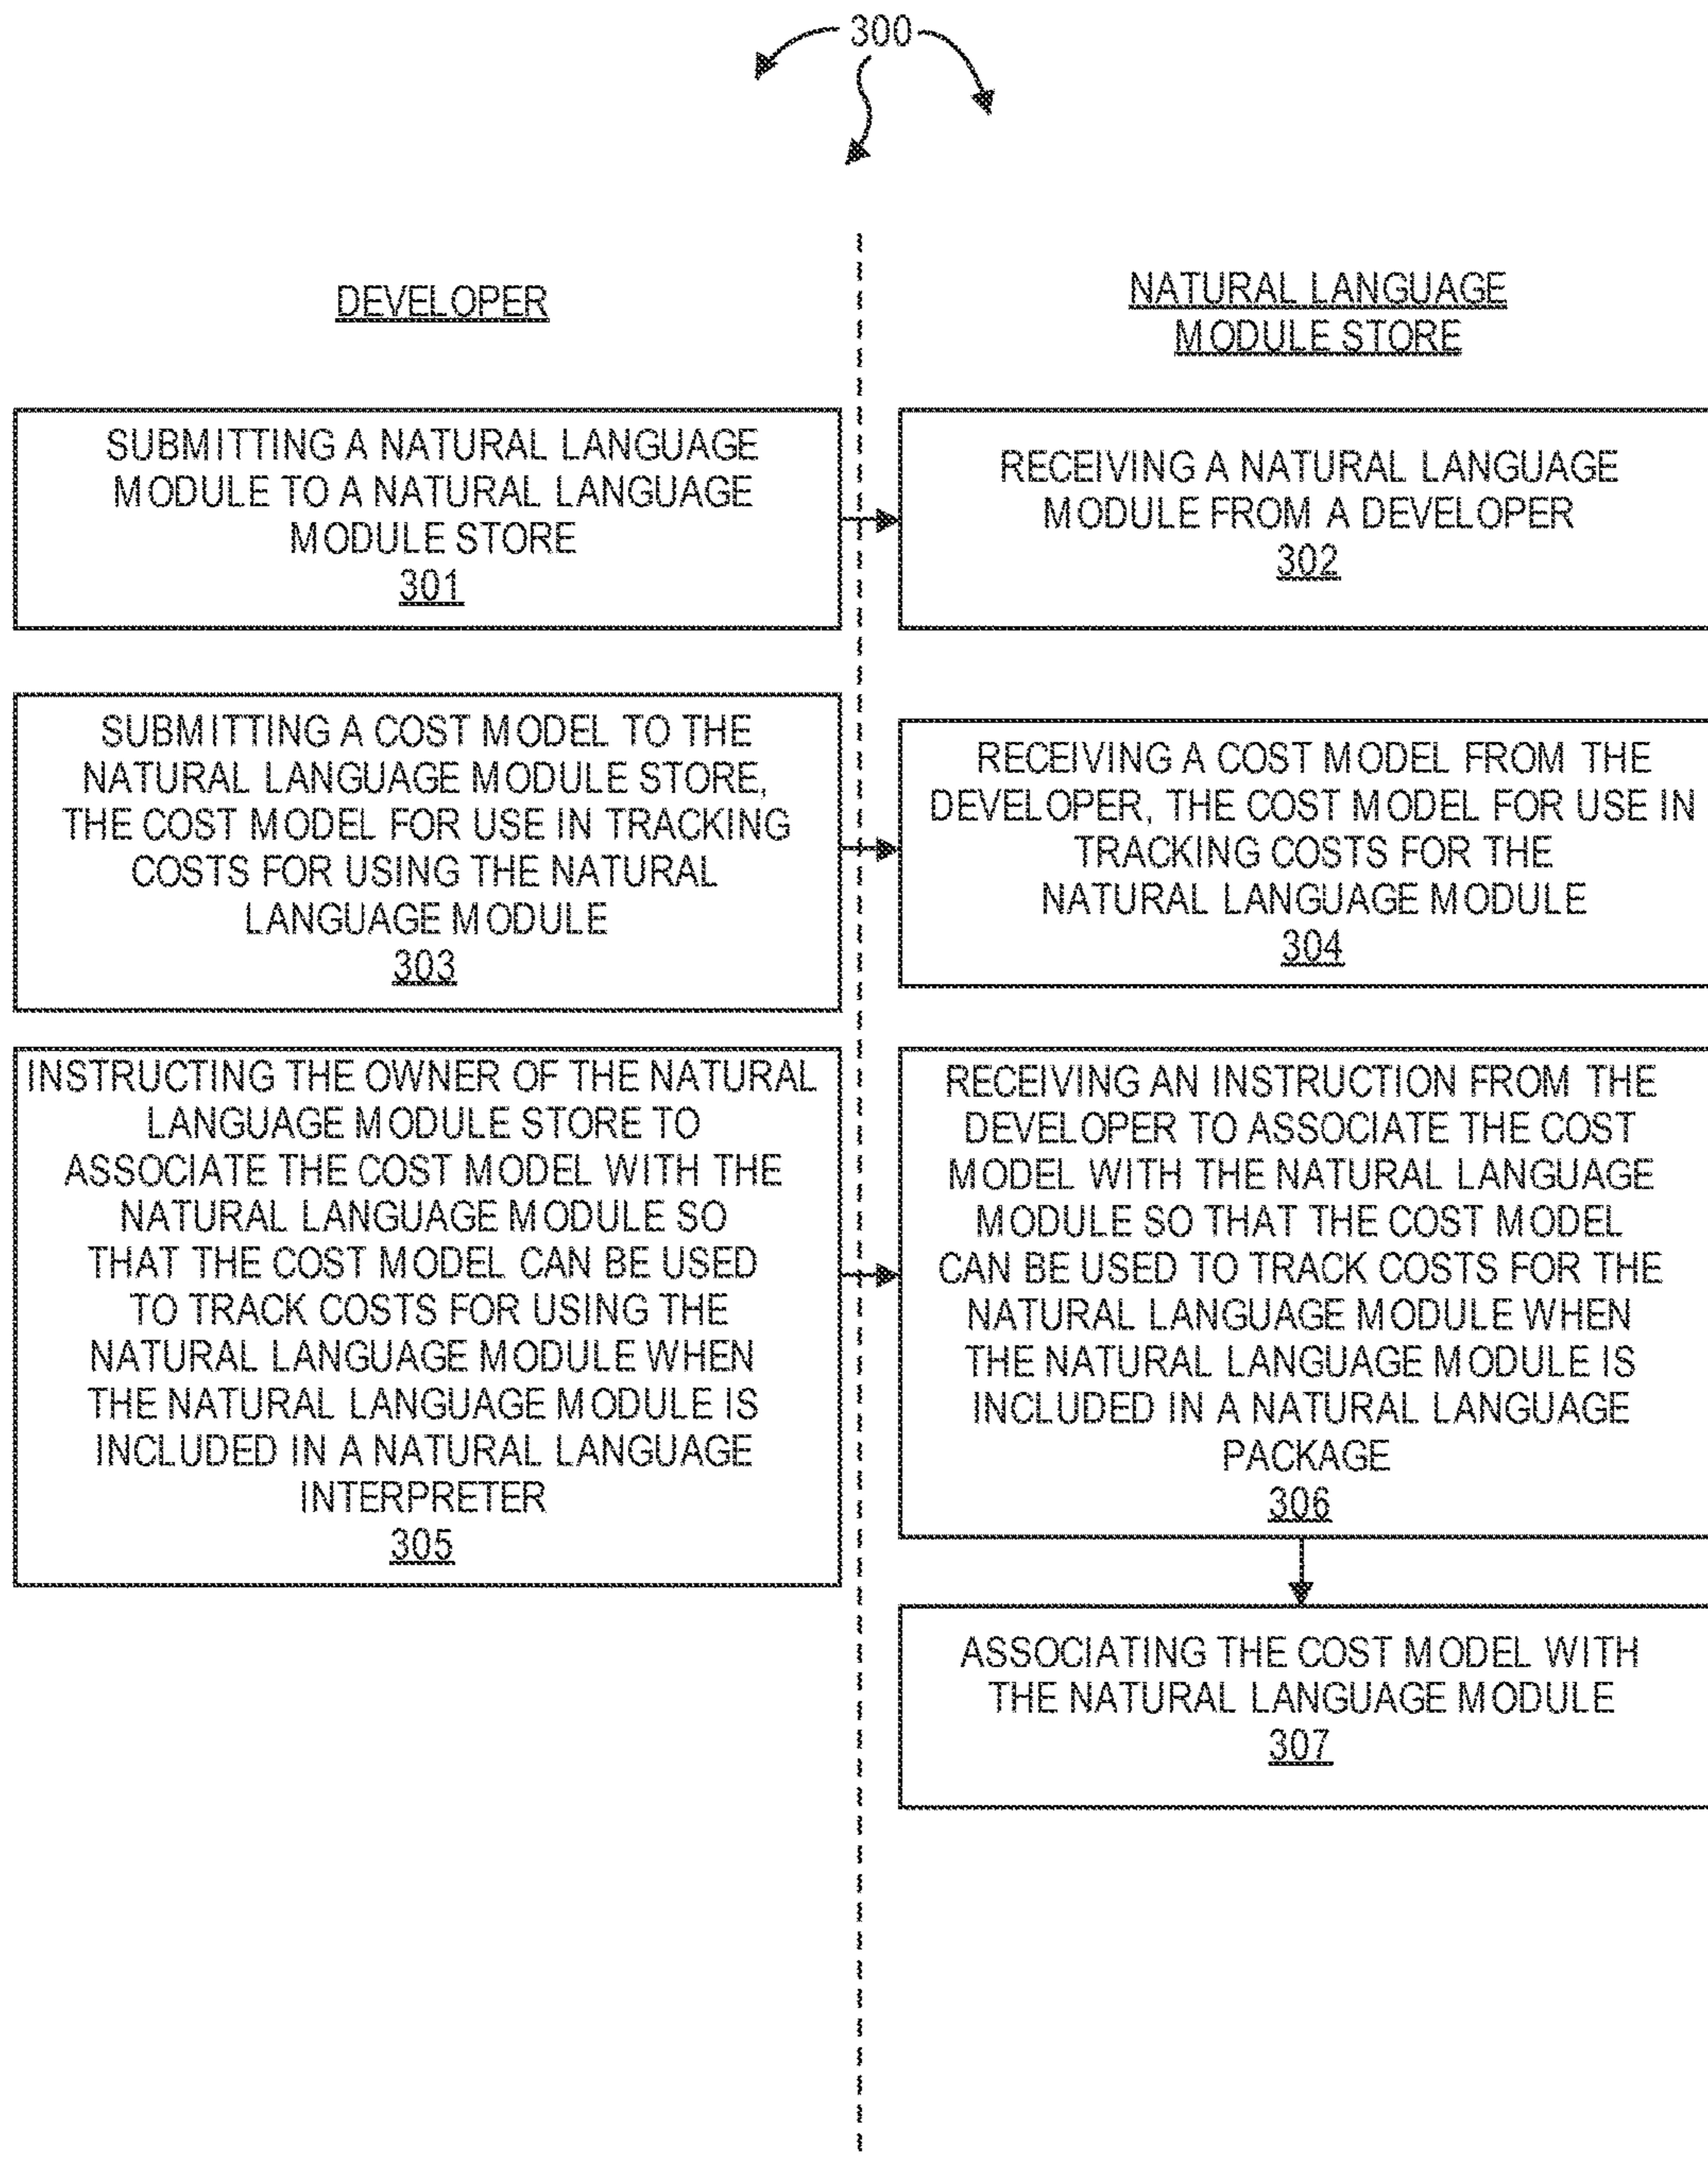 300
DEVELOPER
NATURAL LANGUAGE
MODULE STORE
SUBMITTING A NATURAL LANGUAGE
MODULE TO A NATURAL LANGUAGE
MODULE STORE
301
RECEIVING A NATURAL LANGUAGE
MODULE FROM A DEVELOPER
302
SUBMITTING A COST MODEL TO THE
NATURAL LANGUAGE MODULE STORE,
THE COST MODEL FOR USE IN TRACKING
COSTS FOR USING THE NATURAL
LANGUAGE MODULE
303
RECEIVING A COST MODEL FROM THE
DEVELOPER, THE COST MODEL FOR USE IN
TRACKING COSTS FOR THE
NATURAL LANGUAGE MODULE
304
INSTRUCTING THE OWNER OF THE NATURAL
LANGUAGE MODULE STORE TO
ASSOCIATE THE COST MODEL WITH THE
NATURAL LANGUAGE MODULE SO
THAT THE COST MODEL CAN BE USED
TO TRACK COSTS FOR USING THE
NATURAL LANGUAGE MODULE WHEN
THE NATURAL LANGUAGE MODULE IS
INCLUDED IN A NATURAL LANGUAGE
INTERPRETER
305
RECEIVING AN INSTRUCTION FROM THE
DEVELOPER TO ASSOCIATE THE COST
MODEL WITH THE NATURAL LANGUAGE
MODULE SO THAT THE COST MODEL
CAN BE USED TO TRACK COSTS FOR THE
NATURAL LANGUAGE MODULE WHEN
THE NATURAL LANGUAGE MODULE IS
INCLUDED IN A NATURAL LANGUAGE
PACKAGE
306
ASSOCIATING THE COST MODEL WITH
THE NATURAL LANGUAGE MODULE
307